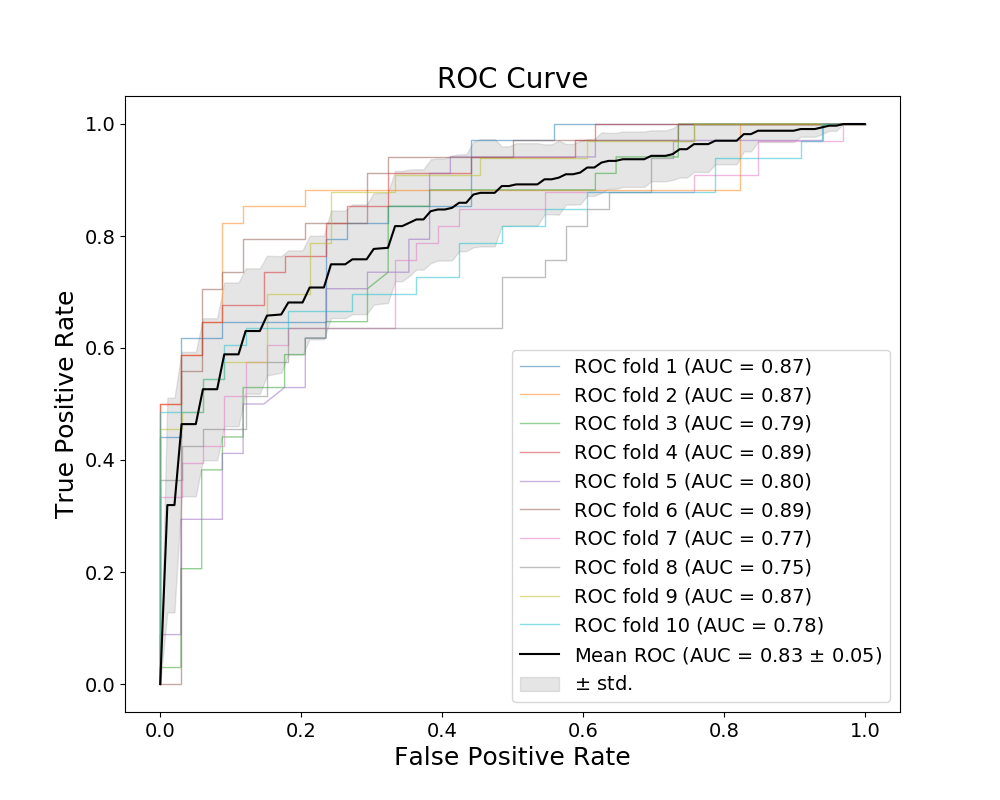 ROC Curve
True Positive Rate
1.0
0.8
0.6
0.4
0.2
0.0
ROC fold 1 (AUC = 0.87)
ROC fold 2 (AUC = 0.87)
ROC fold 3 (AUC = 0.79)
ROC fold 4 (AUC = 0.89)
ROC fold 5 (AUC = 0.80)
ROC fold 6 (AUC = 0.89)
ROC fold 7 (AUC = 0.77)
ROC fold 8 (AUC = 0.75)
ROC fold 9 (AUC = 0.87)
ROC fold 10 (AUC = 0.78)
Mean ROC (AUC = 0.83 ± 0.05)
± std.
0.0 0.2 0.4 0.6 0.8 1.0
False Positive Rate